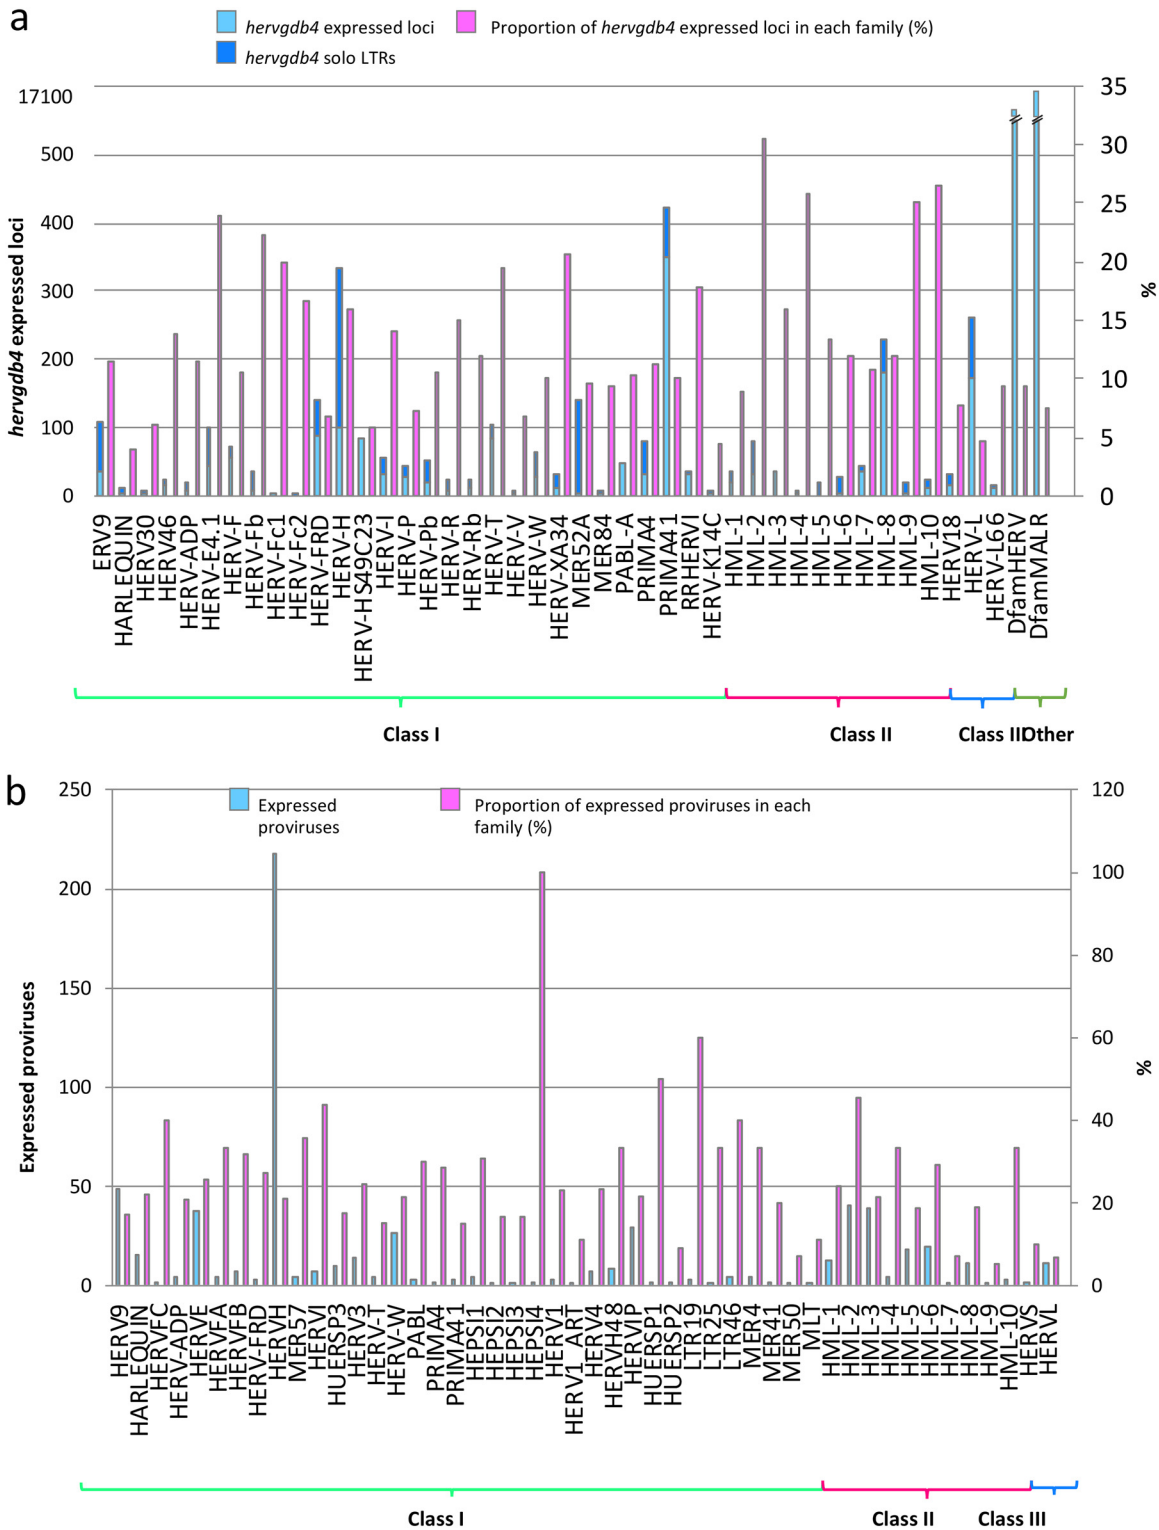 a
hervgdb4 expressed loci
Proportion of hervgdb4 expressed loci in each family (%)
hervgdb4 solo LTRs
17100
500
400
300
200
100
0
hervgdb4 expressed loci
35
30
25
20
15
10
5
0
%
ERV9
HARLEQUIN
HERV30
HERV46
HERV-ADP
HERV-E4.1
HERV-F
HERV-Fb
HERV-Fc1
HERV-Fc2
HERV-FRD
HERV-H
HERV-HS49C23
HERV-I
HERV-P
HERV-Pb
HERV-R
HERV-Rb
HERV-T
HERV-V
HERV-W
HERV-XA34
MER52A
MER84
PABL-A
PRIMA4
PRIMA41
RRHERVI
HERV-K14C
HML-1
HML-2
HML-3
HML-4
HML-5
HML-6
HML-7
HML-8
HML-9
HML-10
HERV18
HERV-L
HERV-L66
DfamHERV
DfamMALR
Class I
Class II
Class III
Other
b
Expressed
proviruses
Proportion of expressed proviruses in each
family (%)
250
200
150
100
50
0
Expressed proviruses
120
100
80
60
40
20
0
%
HERV9
HARLEQUIN
HERVFC
HERV-ADP
HERVE
HERVFA
HERVFB
HERV-FRD
HERVH
MER57
HERVI
HUERSP3
HERV3
HERV-T
HERV-W
PABL
PRIMA4
PRIMA41
HEPSI1
HEPSI2
HEPSI3
HEPSI4
HERV1
HERV1_ART
HERV4
HERVH48
HERVIP
HUERSP1
HUERSP2
LTR19
LTR25
LTR46
MER4
MER41
MER50
MLT
HML-1
HML-2
HML-3
HML-4
HML-5
HML-6
HML-7
HML-8
HML-9
HML-10
HERVS
HERVL
Class I
Class II
Class III